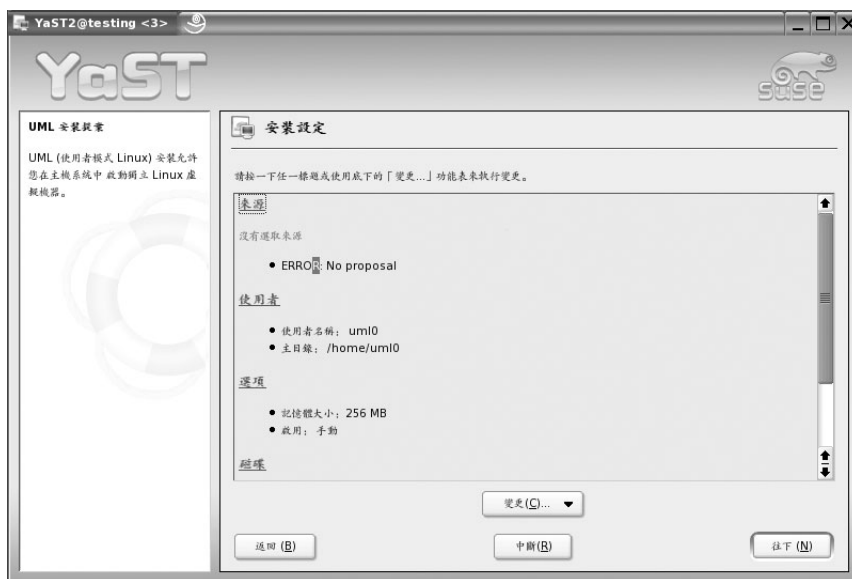 YaST2@testing <3>
YaST
SUSE
UML 安裝提案
UML (使用者模式 Linux) 安裝允許
您在主機系統中 啟動獨立 Linux 虛
擬機器。
安裝設定
請按一下任一標題或使用底下的「變更...」功能表來執行變更。
來源
沒有選取來源
• ERROR: No proposal
使用者
• 使用者名稱： uml0
• 主目錄： /home/uml0
選項
• 記憶體大小： 256 MB
• 啟用： 手動
磁碟
變更(C)...
返回 (B)
中斷(R)
往下 (N)